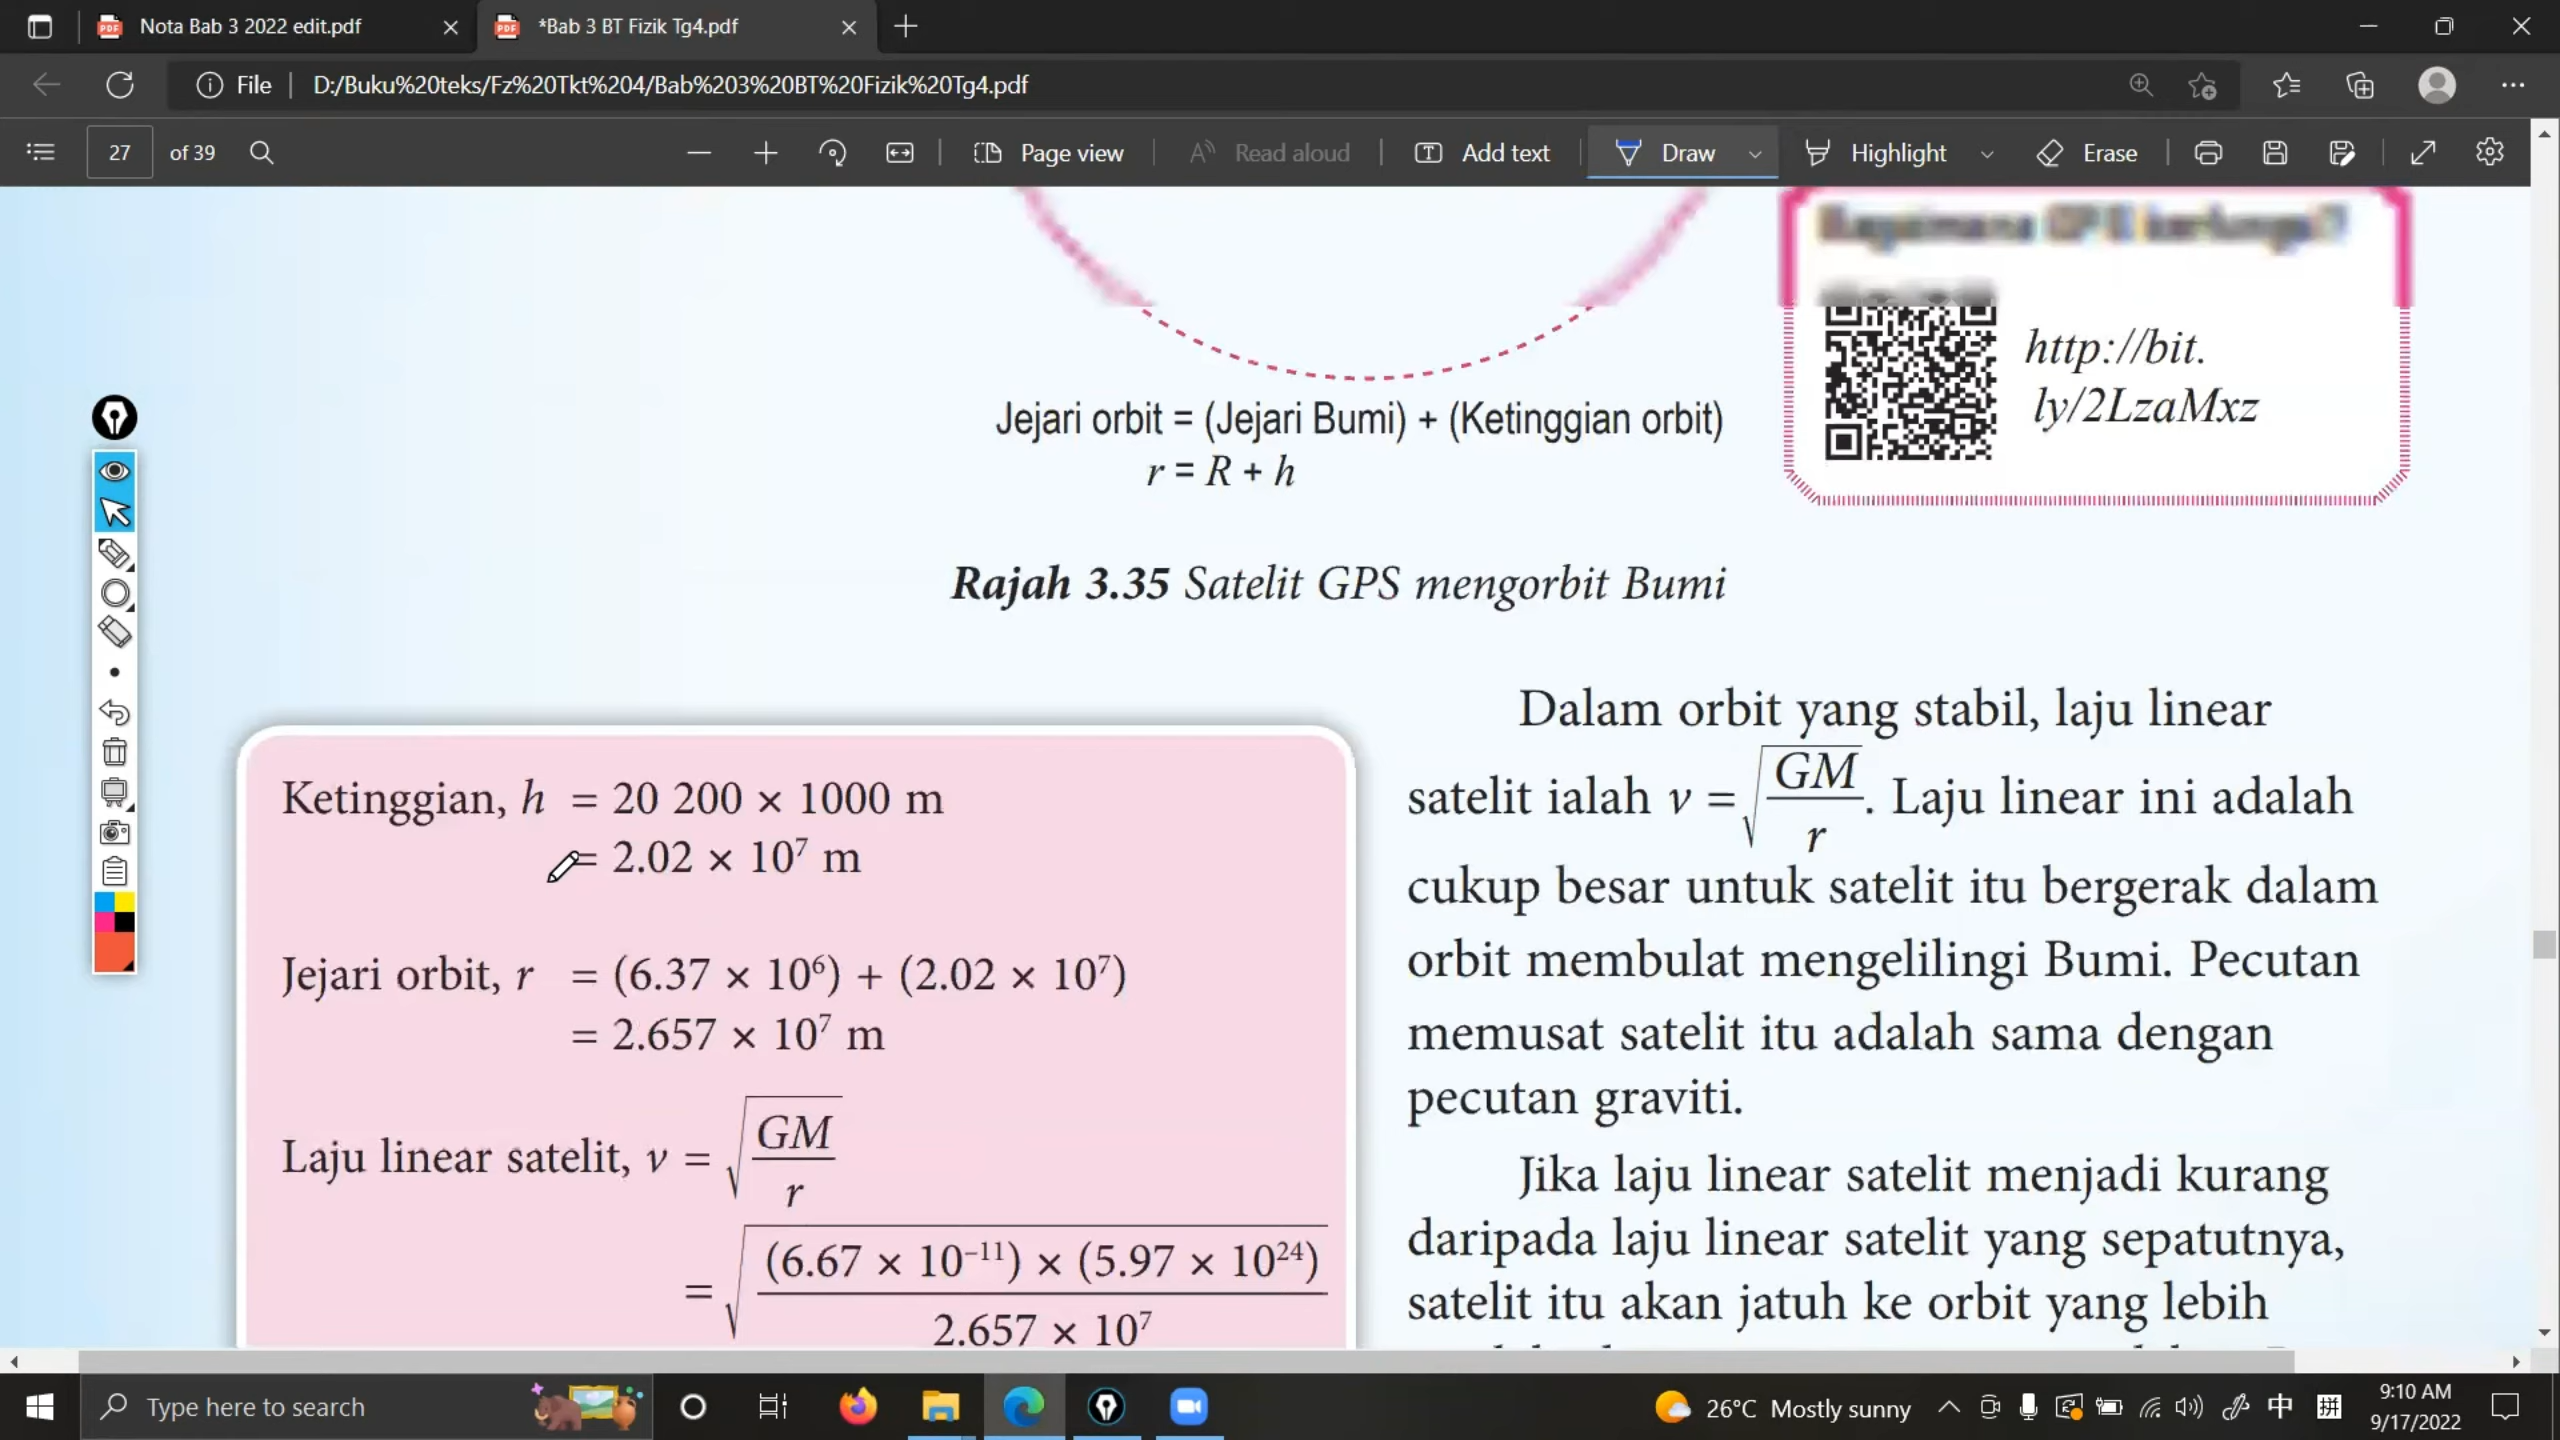 Nota Bab 3 2022 edit.pdf
*Bab 3 BT Fizik Tg4.pdf
File
D:/Buku%20teks/Fz%20Tkt%204/Bab%203%20BT%20Fizik%20Tg4.pdf
27 of 39
Page view
Read aloud
Add text
Draw
Highlight
Erase
Bagaimana GPS berfungsi?
http://bit.
ly/2LzaMxz
Jejari orbit = (Jejari Bumi) + (Ketinggian orbit)
r = R + h
Rajah 3.35 Satelit GPS mengorbit Bumi
Ketinggian, h = 20 200 × 1000 m
= 2.02 × 10⁷ m
Jejari orbit, r = (6.37 × 10⁶) + (2.02 × 10⁷)
= 2.657 × 10⁷ m
Laju linear satelit, v = √(GM/r)
= √((6.67 × 10⁻¹¹) × (5.97 × 10²⁴) / 2.657 × 10⁷)
Dalam orbit yang stabil, laju linear
satelit ialah v = √(GM/r). Laju linear ini adalah
cukup besar untuk satelit itu bergerak dalam
orbit membulat mengelilingi Bumi. Pecutan
memusat satelit itu adalah sama dengan
pecutan graviti.
Jika laju linear satelit menjadi kurang
daripada laju linear satelit yang sepatutnya,
satelit itu akan jatuh ke orbit yang lebih
Type here to search
26°C Mostly sunny
中
拼
9:10 AM
9/17/2022